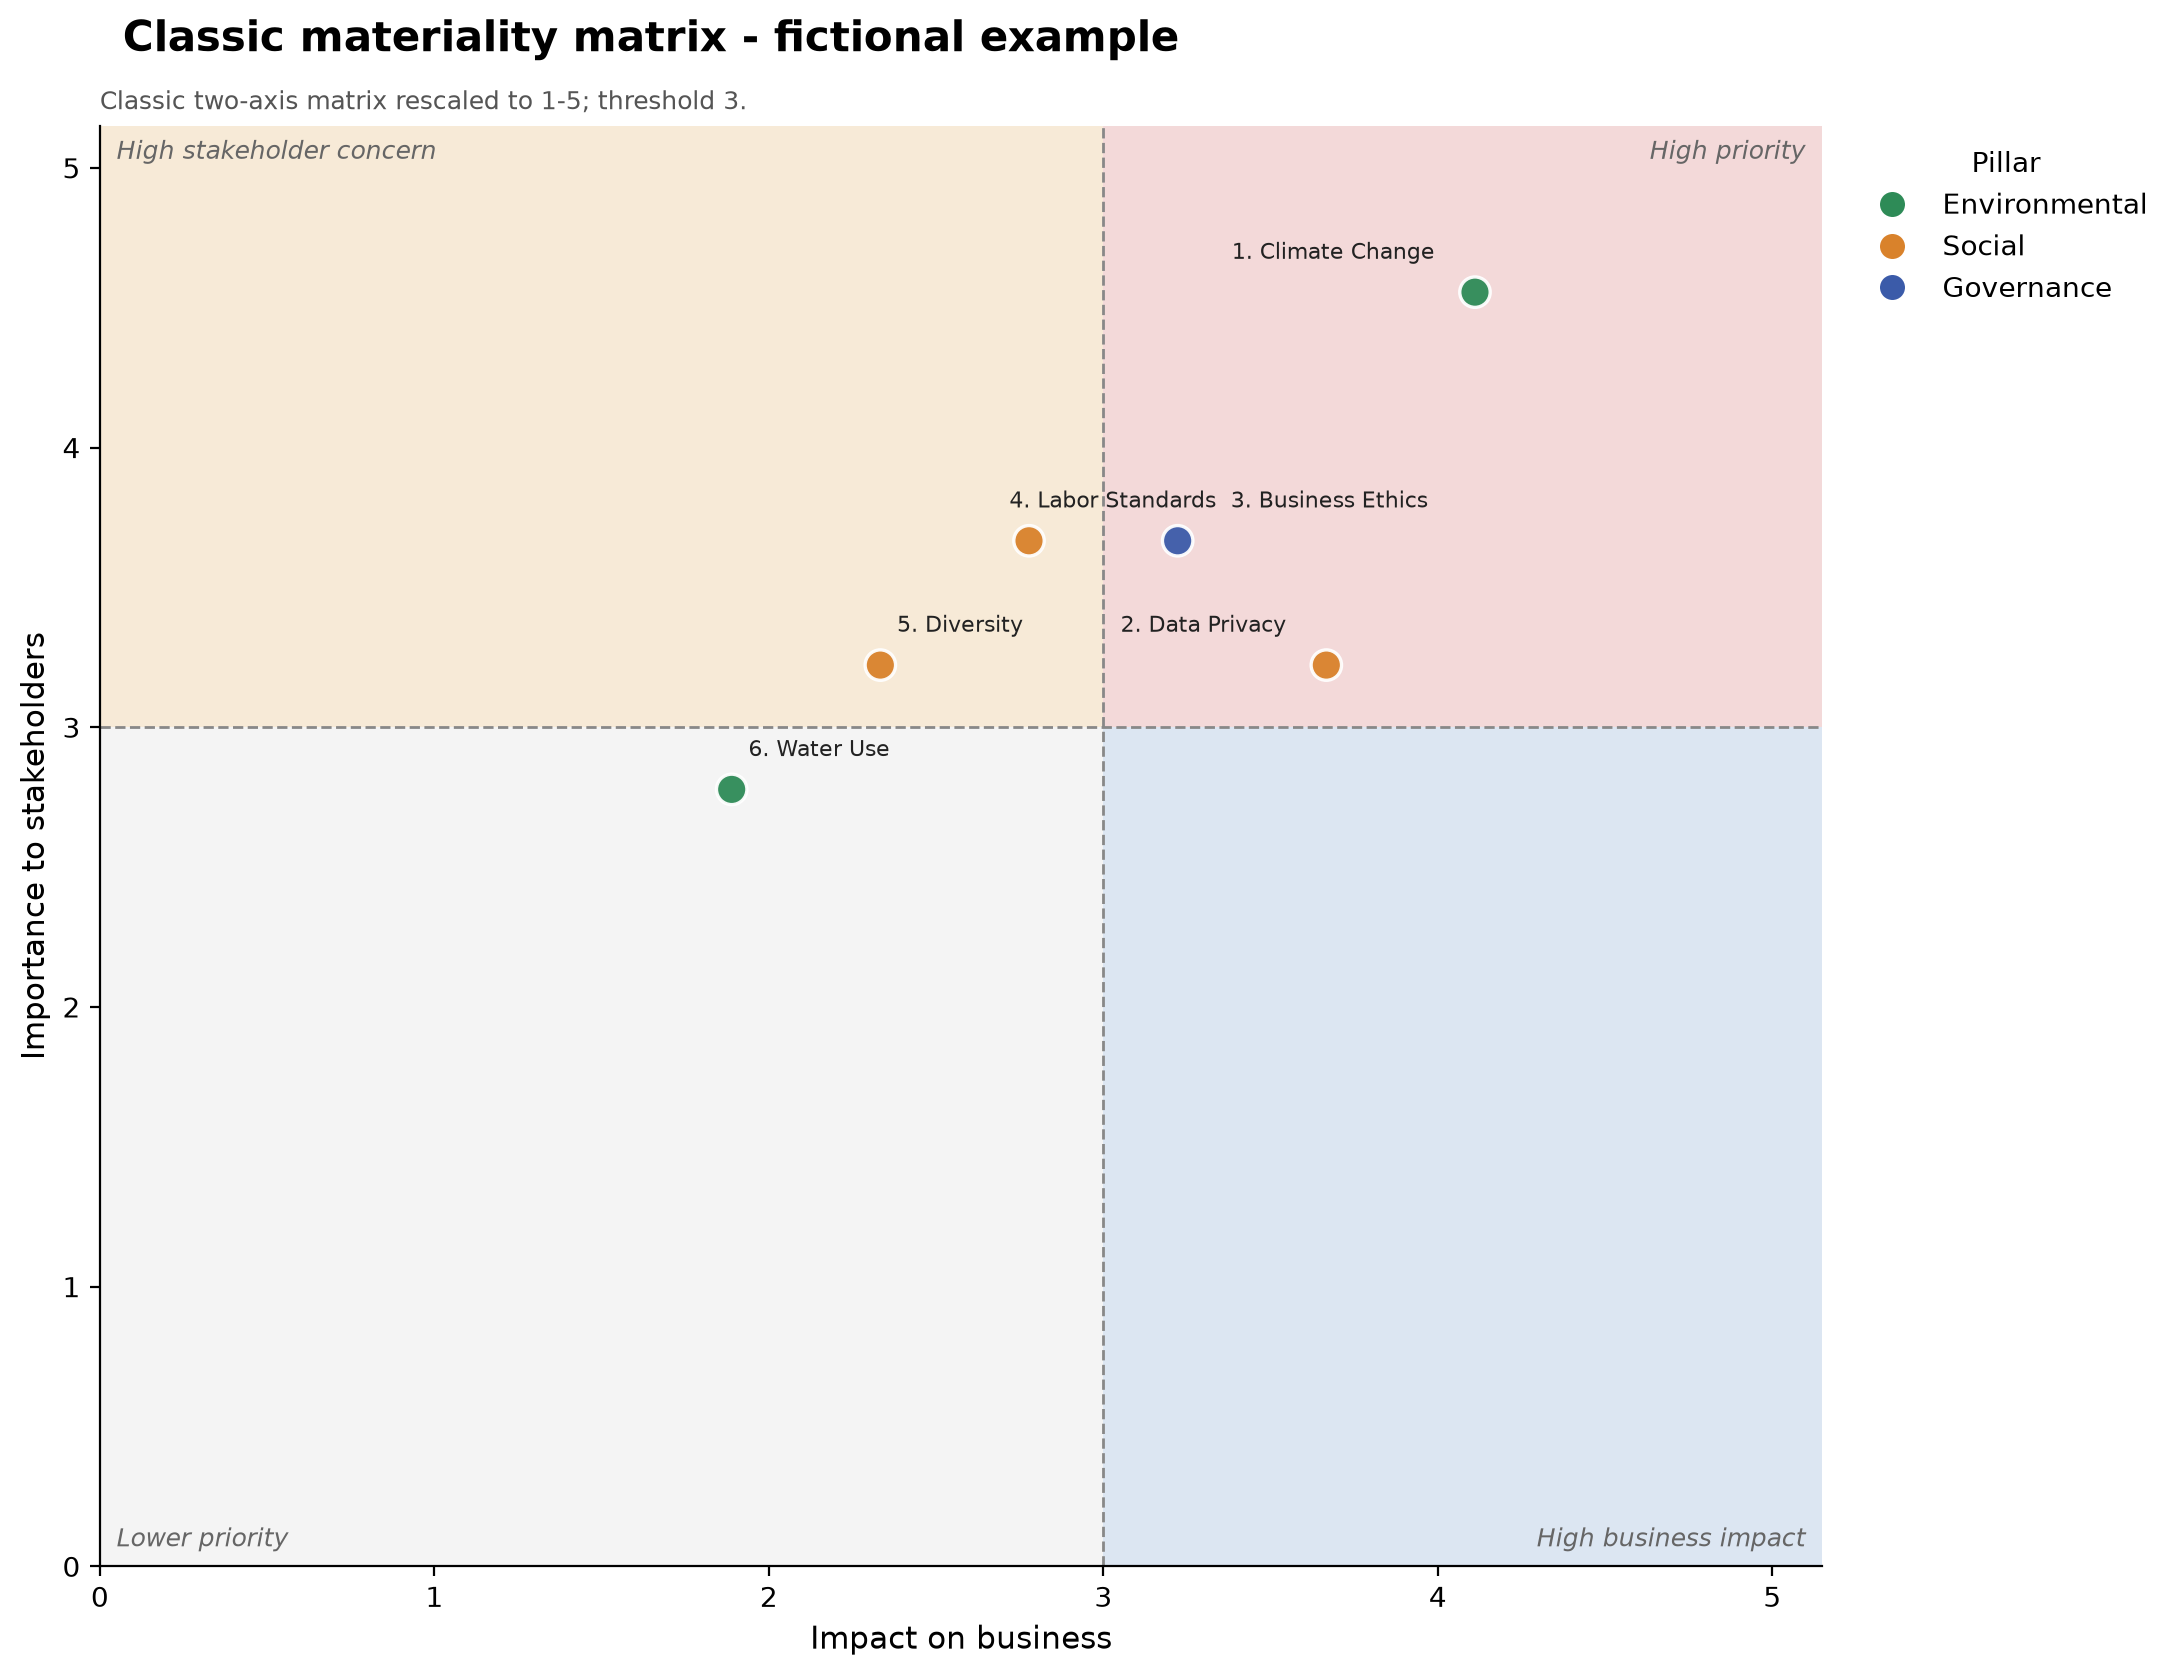 Classic materiality matrix - fictional example
Classic two-axis matrix rescaled to 1-5; threshold 3.
High stakeholder concern
High priority
Pillar
Environmental
Social
Governance
1. Climate Change
4. Labor Standards
3. Business Ethics
5. Diversity
2. Data Privacy
6. Water Use
Lower priority
High business impact
Importance to stakeholders
5
4
3
2
1
0
0
1
2
3
4
5
Impact on business